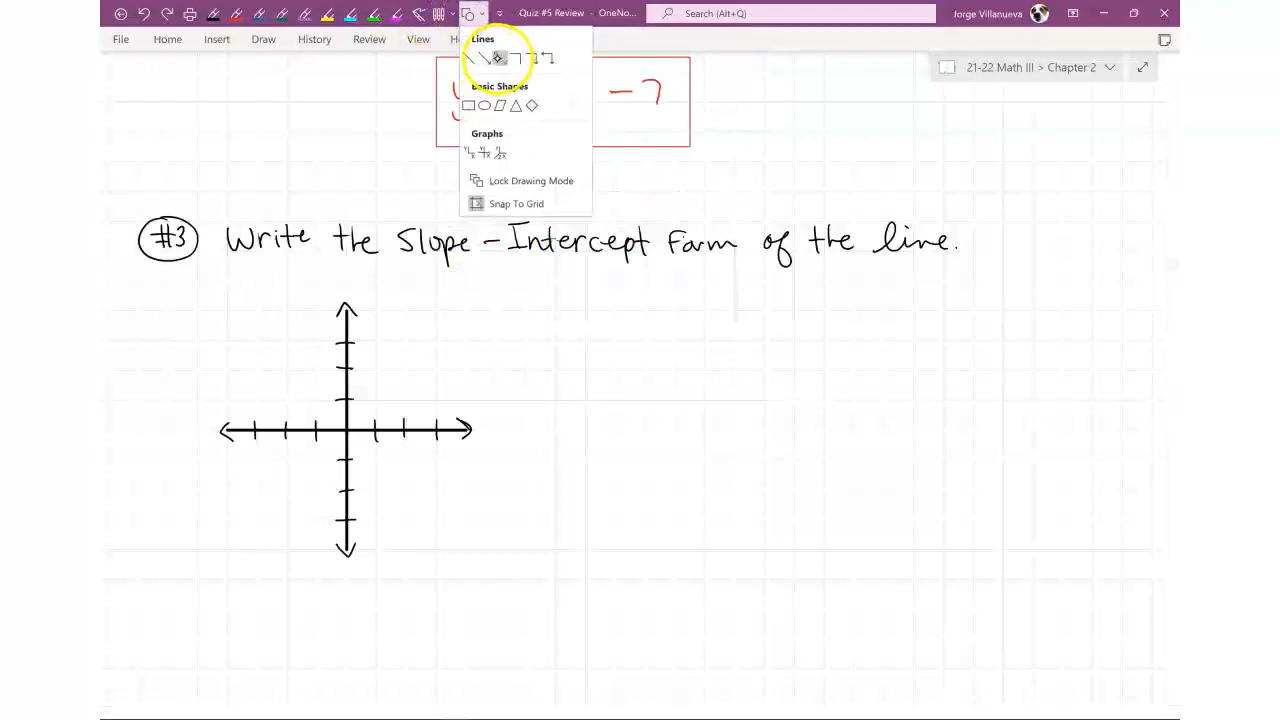 Quiz #5 Review - OneNo...
Search (Alt+Q)
Jorge Villanueva
File Home Insert Draw History Review View
Lines
21-22 Math III > Chapter 2
Basic Shapes
- 7
Graphs
Lock Drawing Mode
Snap To Grid
#3 Write the Slope - Intercept Form of the line.